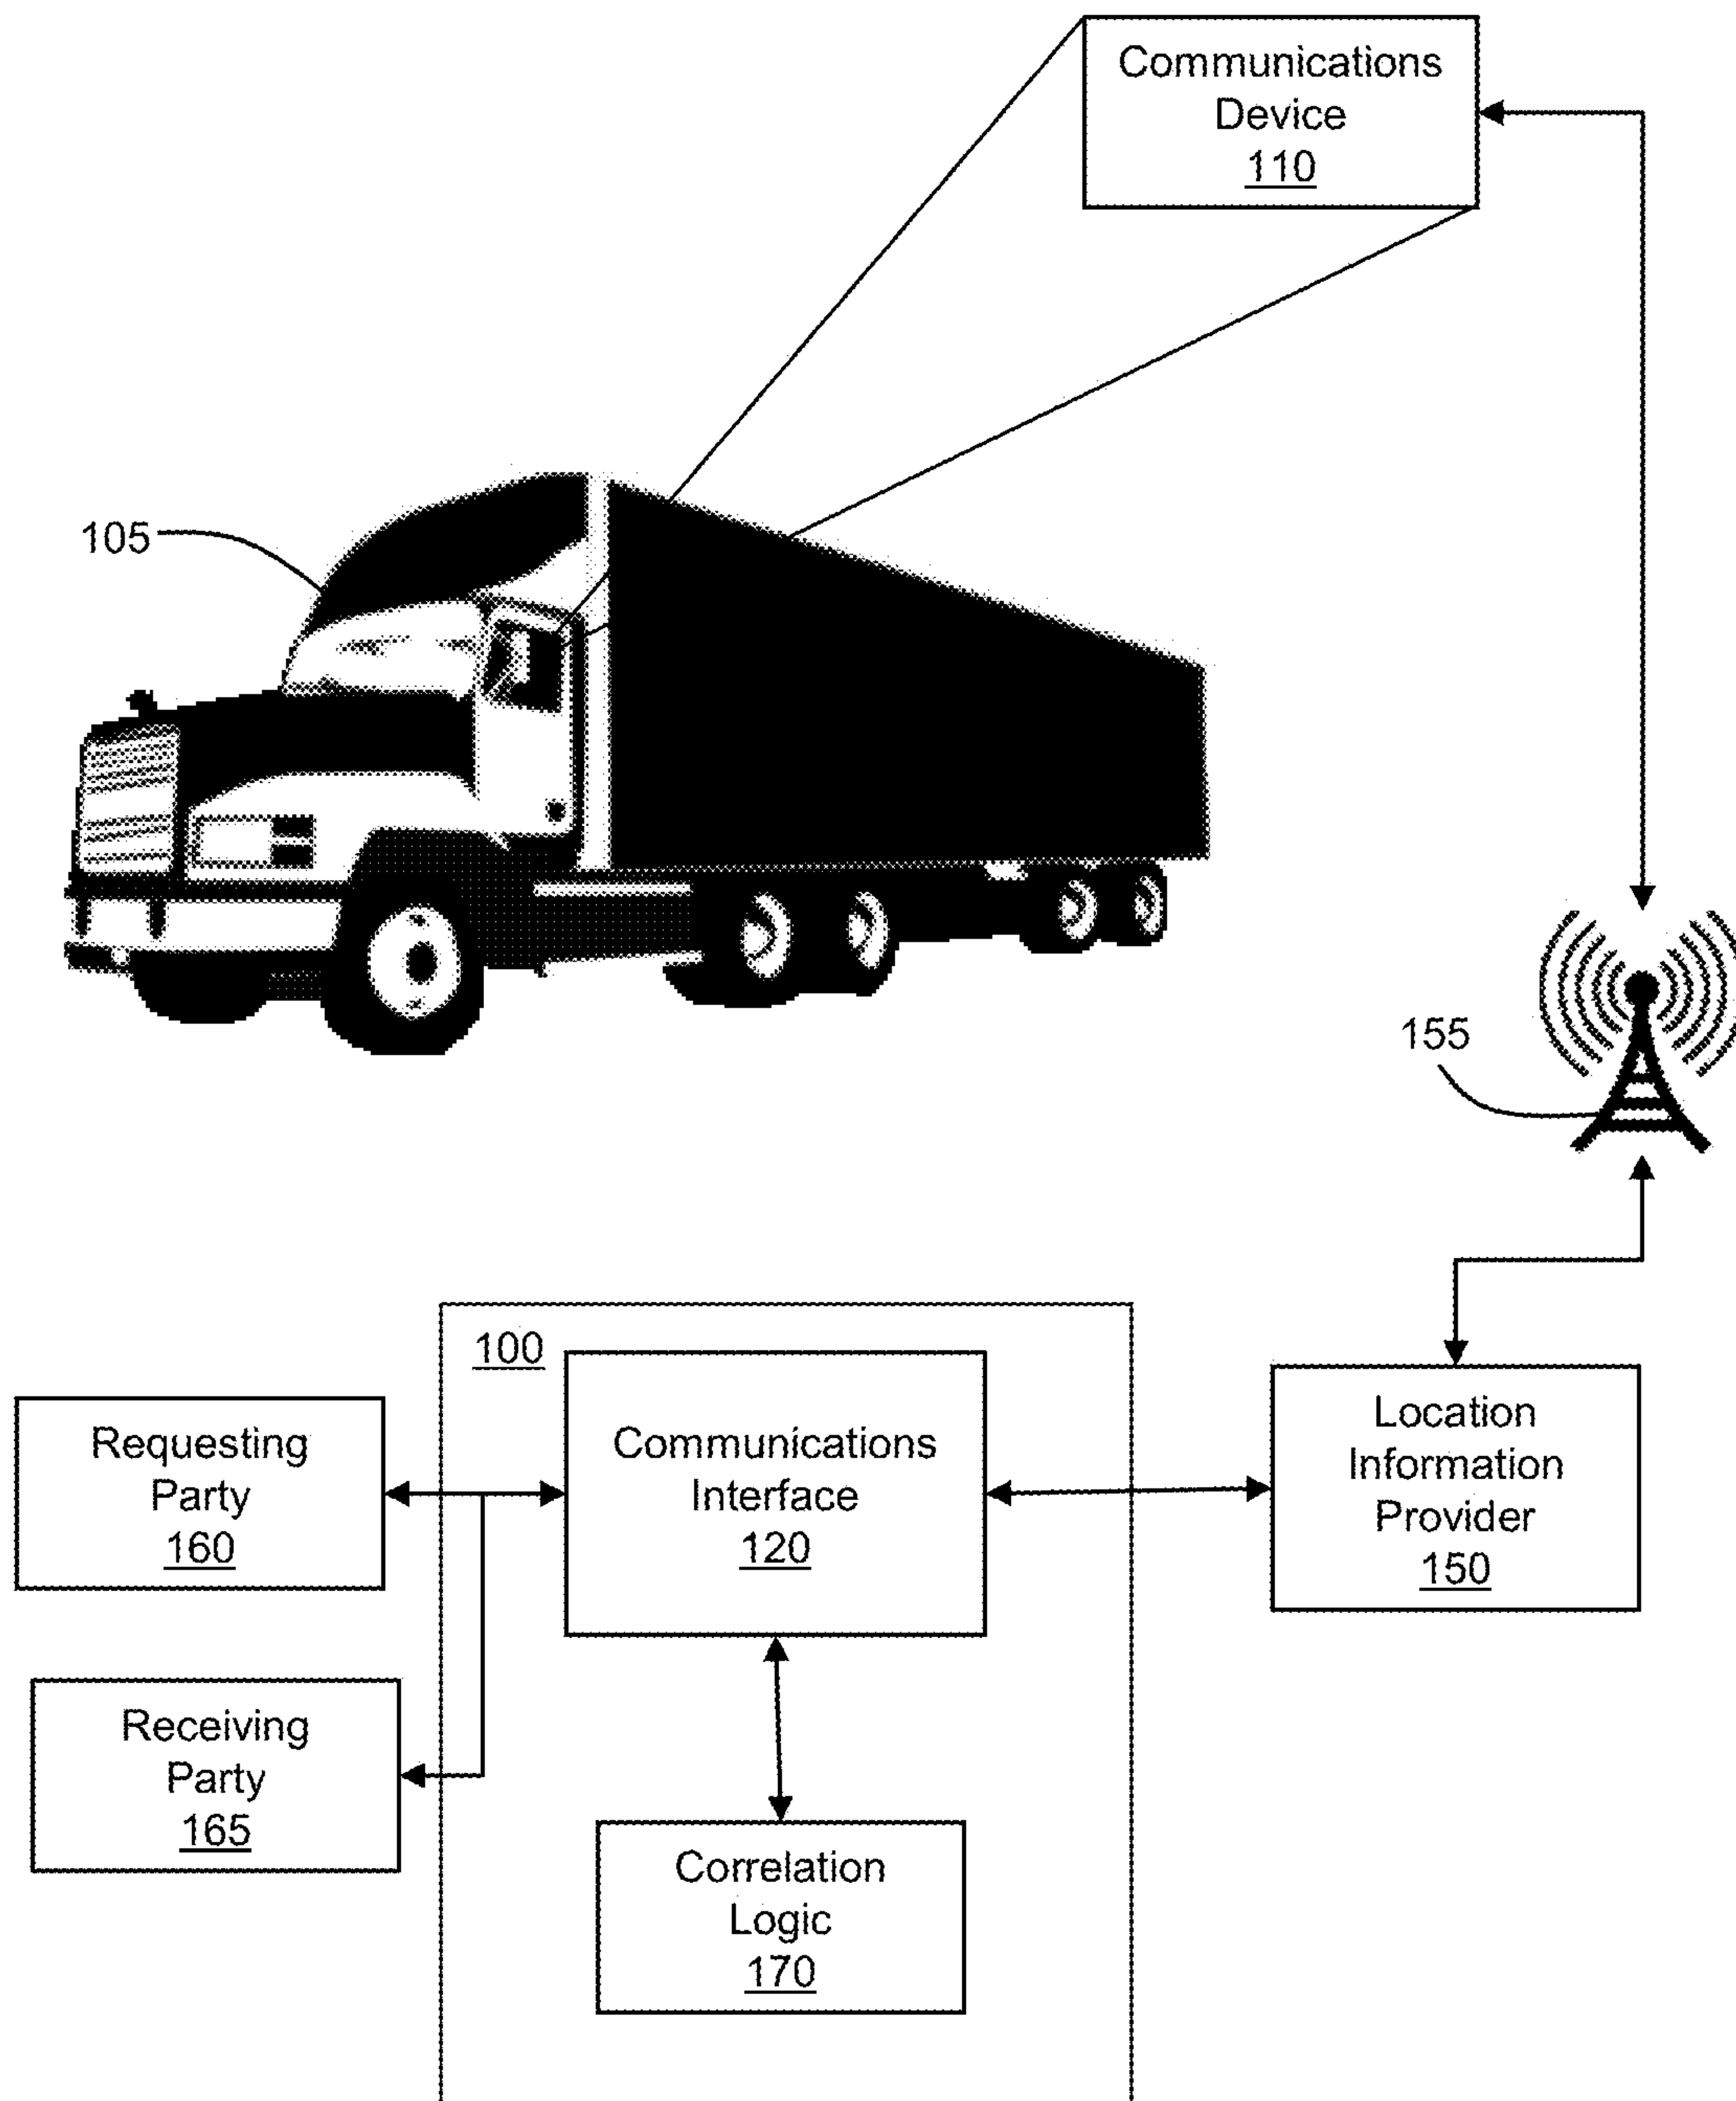 Communications
Device
110
105
155
100
Requesting
Party
160
Communications
Interface
120
Location
Information
Provider
150
Receiving
Party
165
Correlation
Logic
170